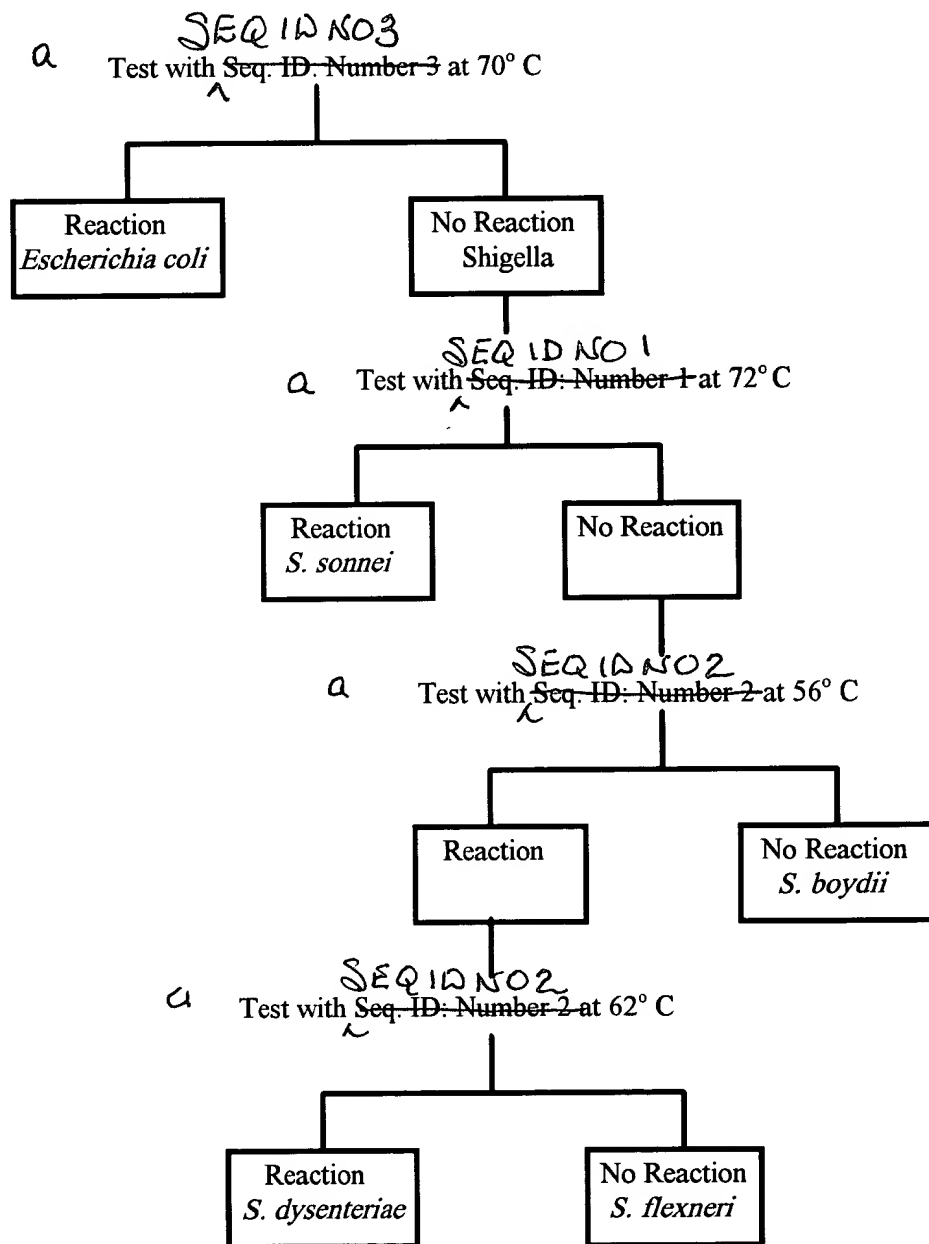 SEQ ID NO3
a Test with ^ Seq. ID: Number 3 at 70° C
Reaction
Escherichia coli
No Reaction
Shigella
SEQ ID NO 1
a Test with ^ Seq. ID: Number 1 at 72° C
Reaction
S. sonnei
No Reaction
SEQ ID NO2
a Test with ^ Seq. ID: Number 2 at 56° C
Reaction
No Reaction
S. boydii
SEQ ID NO2
a Test with ^ Seq. ID: Number 2 at 62° C
Reaction
S. dysenteriae
No Reaction
S. flexneri